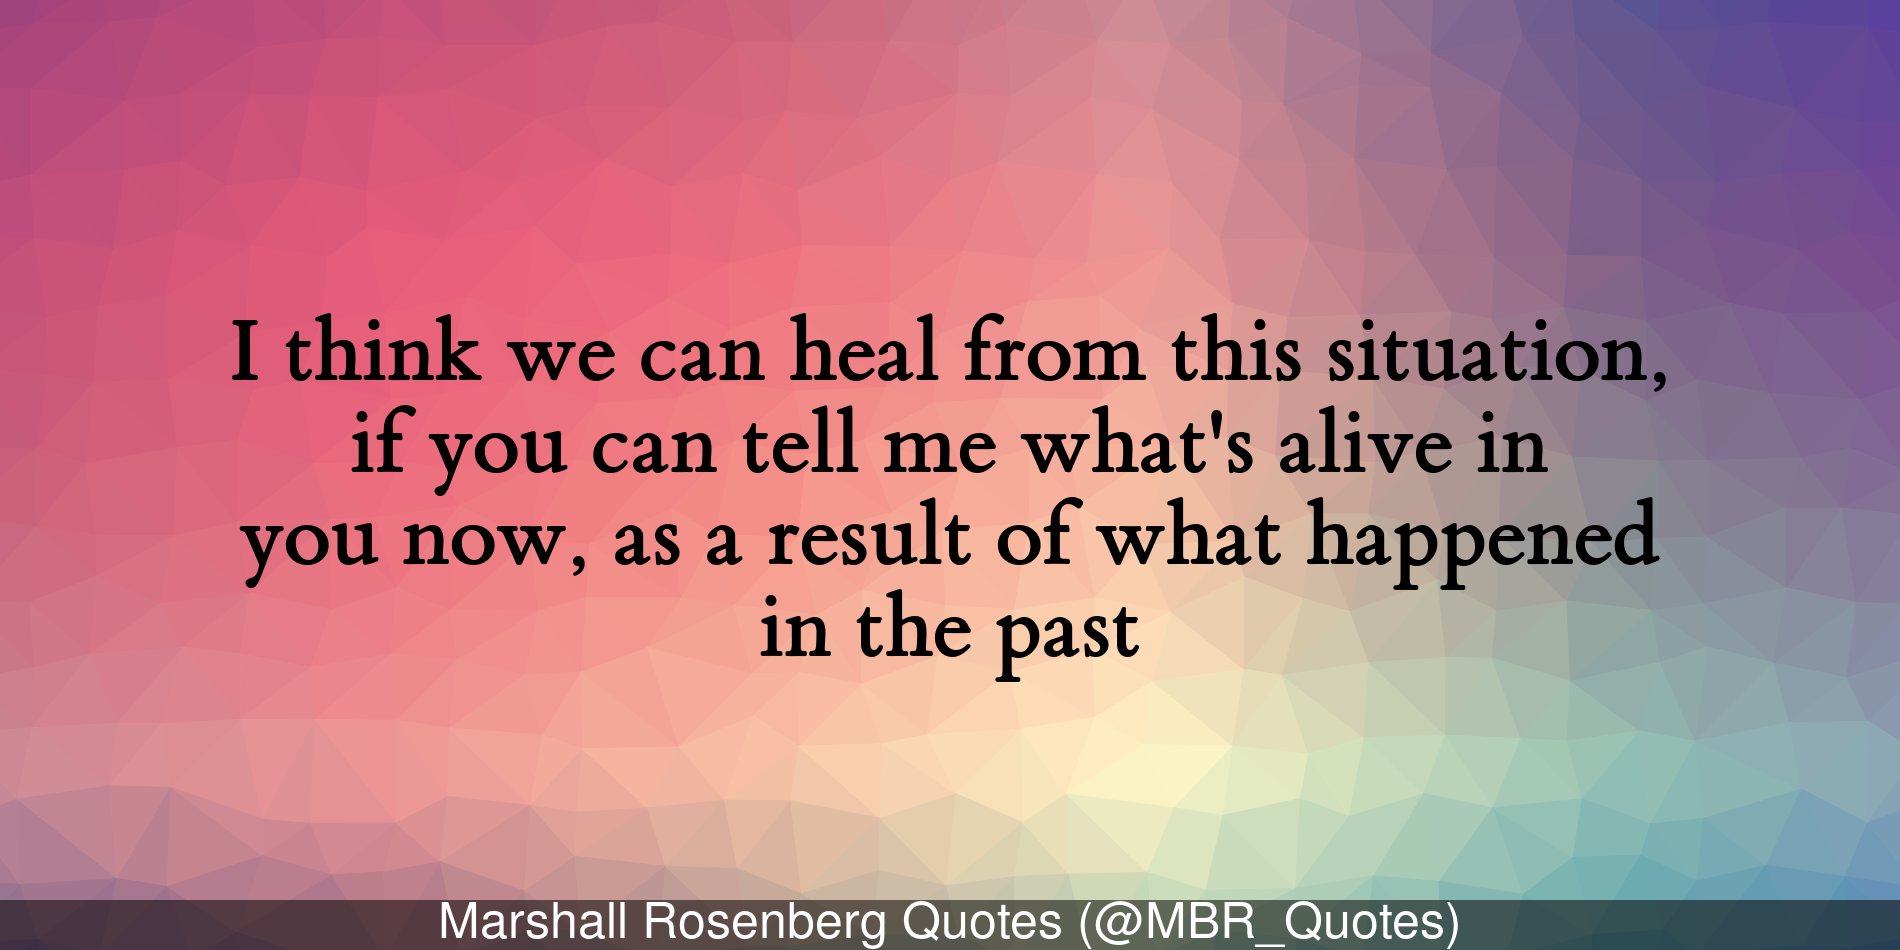 I think we can heal from this situation,
if you can tell me what's alive in
you now, as a result of what happened
in the past
Marshall Rosenberg Quotes (@MBR_Quotes)